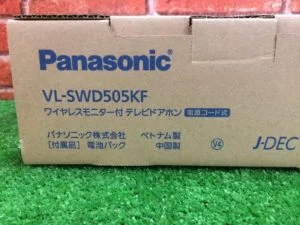 Panasonic
VL-SWD505KF
ワイヤレスモニター付 テレビドアホン 電源コード式
パナソニック株式会社 ベトナム製
[付属品] 電池パック 中国製 V4 J-DEC